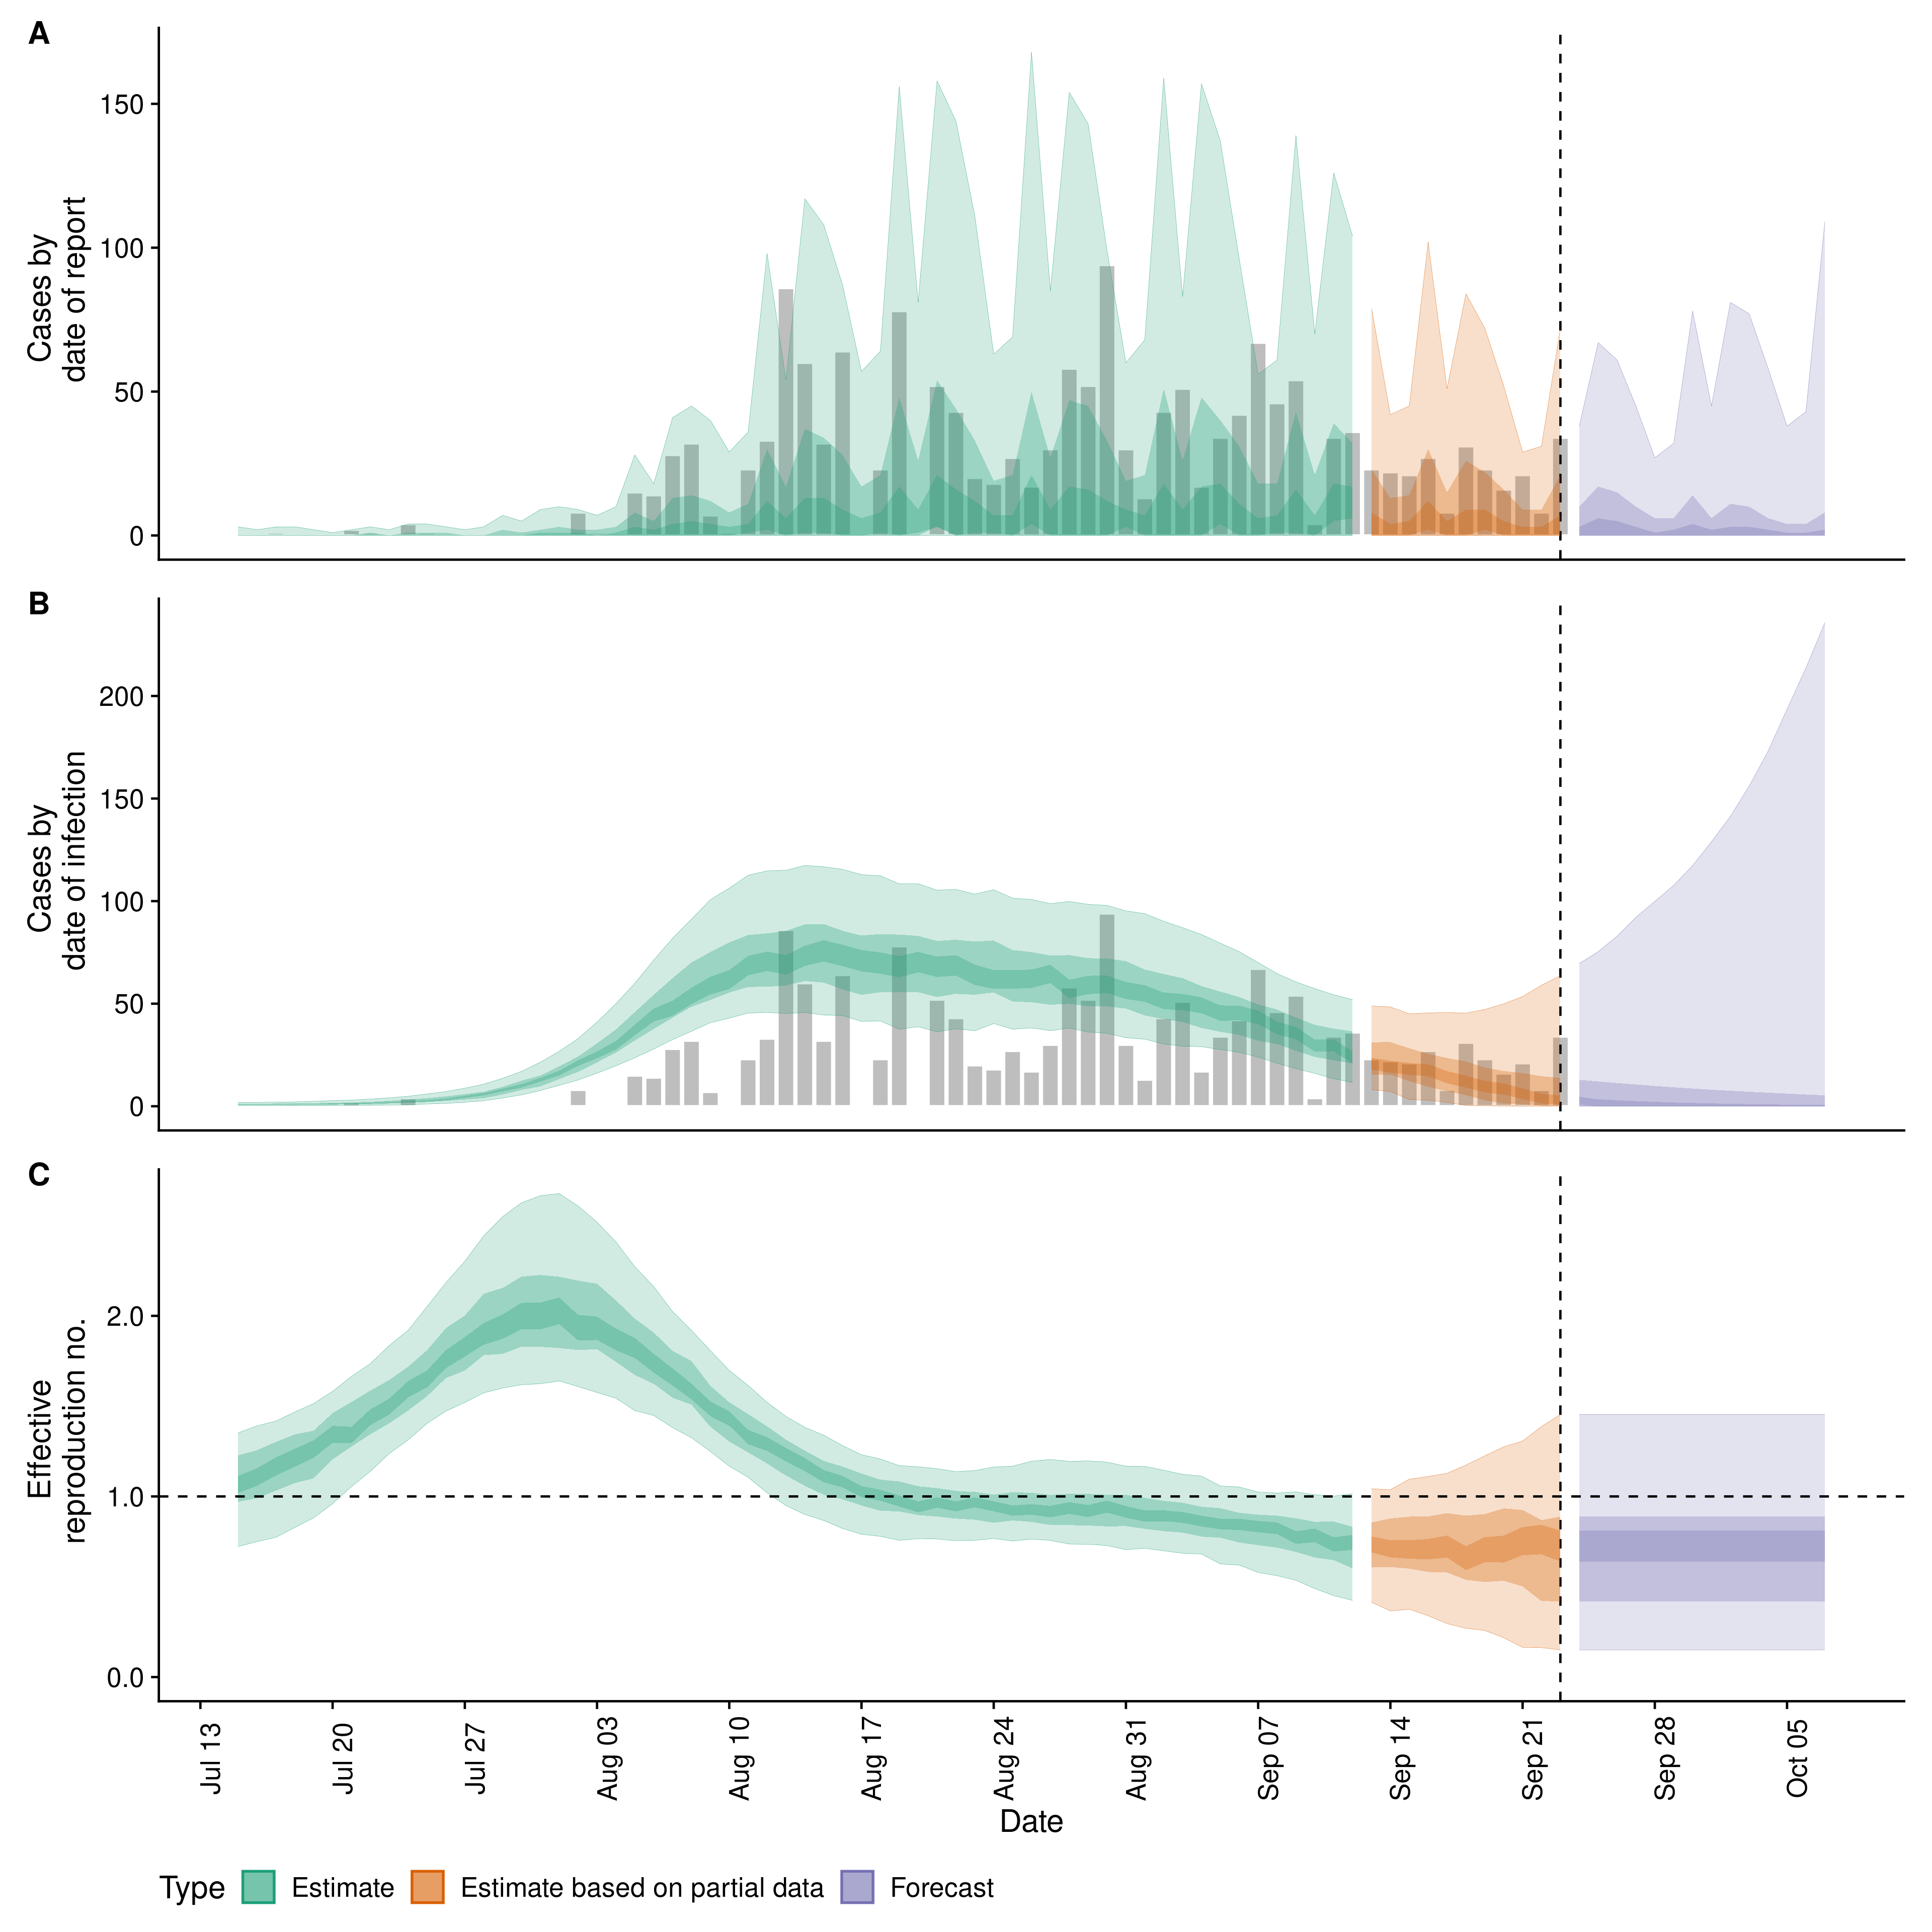 A
Cases by
date of report
150
100
50
0
B
Cases by
date of infection
200
150
100
50
0
C
Effective
reproduction no.
2.0
1.0
0.0
Jul 13
Jul 20
Jul 27
Aug 03
Aug 10
Aug 17
Aug 24
Aug 31
Sep 07
Sep 14
Sep 21
Sep 28
Oct 05
Date
Type Estimate Estimate based on partial data Forecast